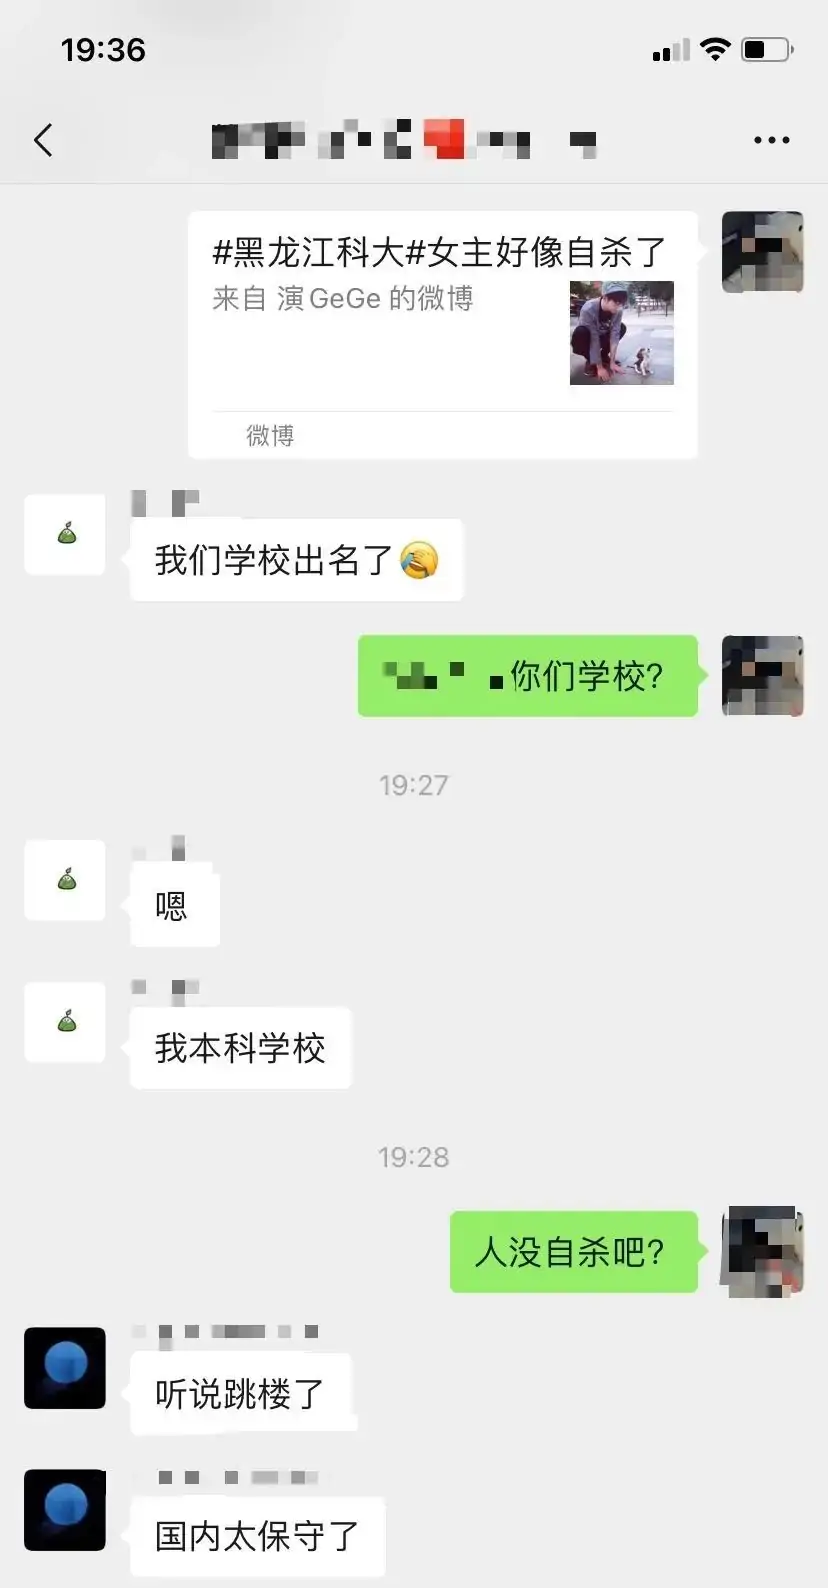 19:36
#黑龙江科大#女主好像自杀了
来自 演GeGe 的微博
微博
我们学校出名了🤦
你们学校?
19:27
嗯
我本科学校
19:28
人没自杀吧?
听说跳楼了
国内太保守了